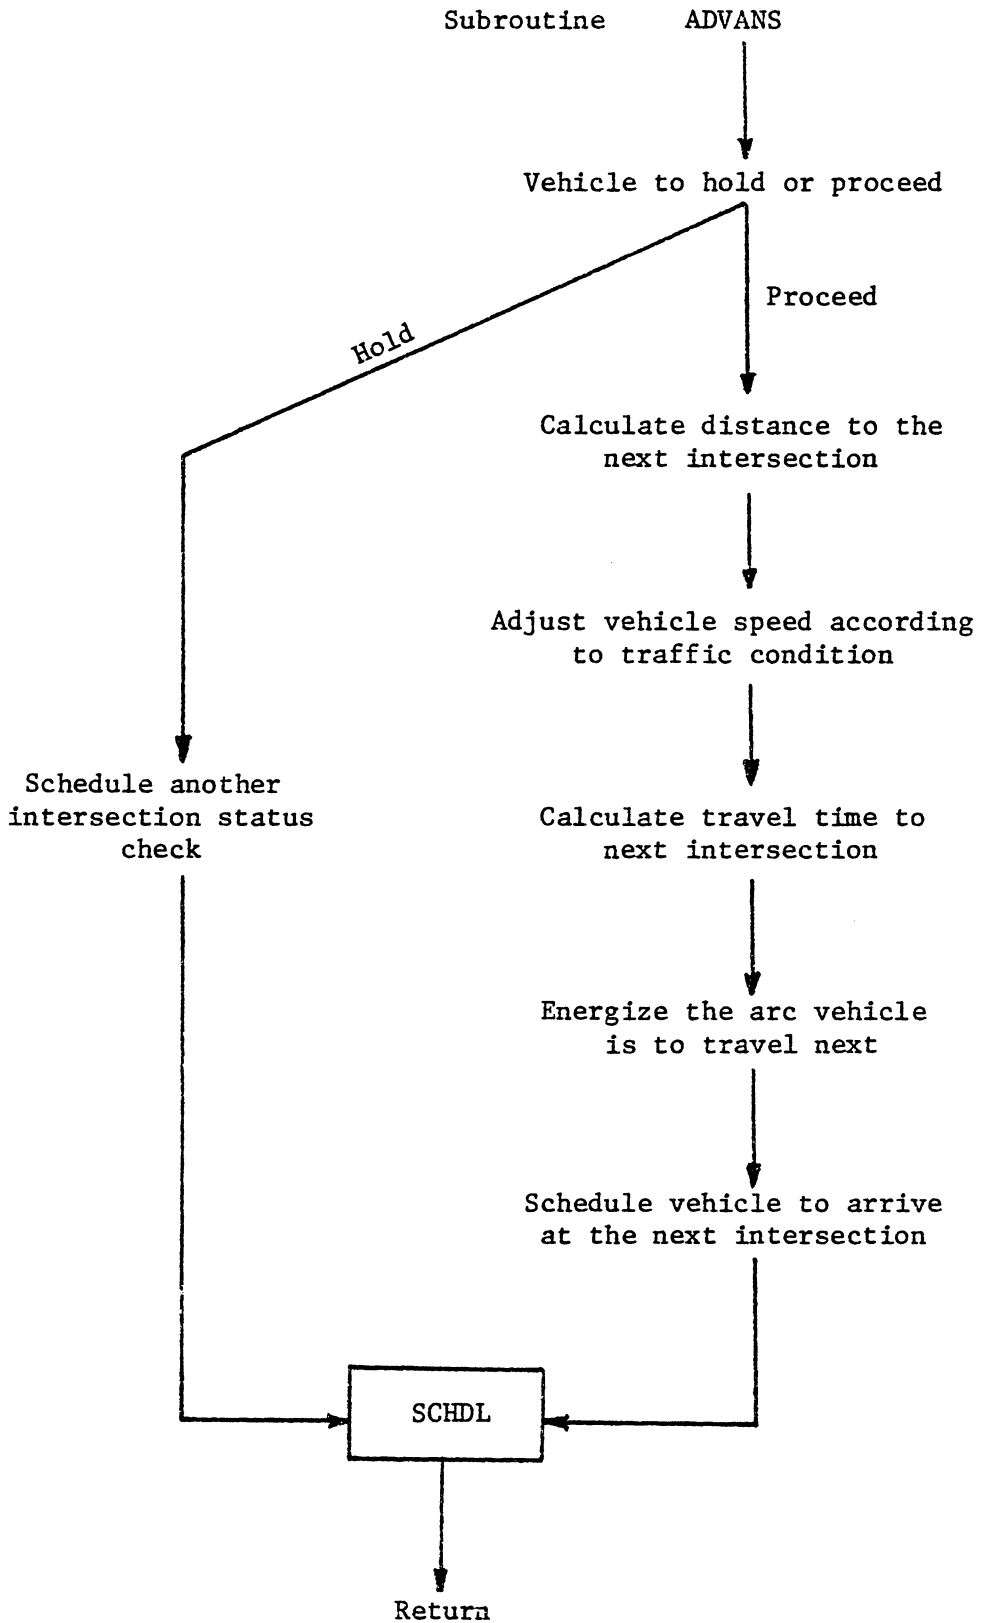 Subroutine ADVANS
Vehicle to hold or proceed
Proceed
Hold
Calculate distance to the
next intersection
Adjust vehicle speed according
to traffic condition
Schedule another
intersection status
check
Calculate travel time to
next intersection
Energize the arc vehicle
is to travel next
Schedule vehicle to arrive
at the next intersection
SCHDL
Return